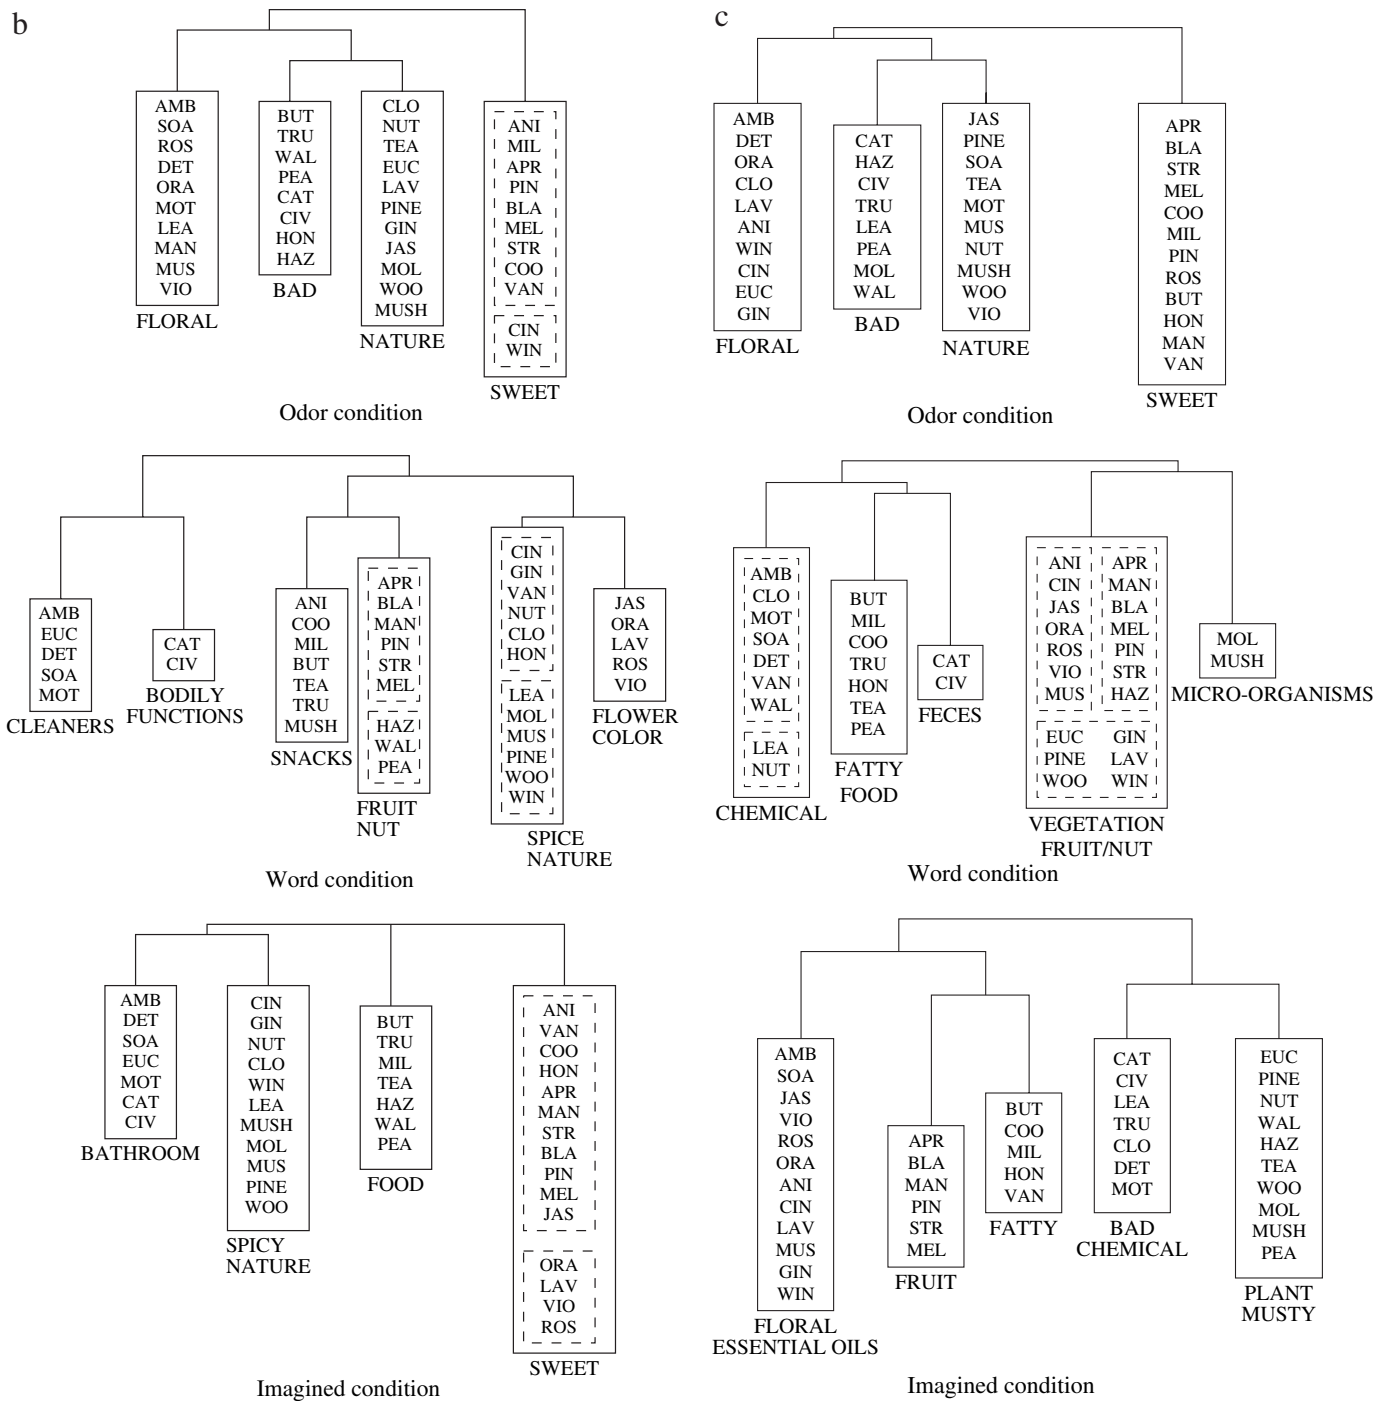 b
AMB
SOA
ROS
DET
ORA
MOT
LEA
MAN
MUS
VIO
FLORAL
BUT
TRU
WAL
PEA
CAT
CIV
HON
HAZ
BAD
CLO
NUT
TEA
EUC
LAV
PINE
GIN
JAS
MOL
WOO
MUSH
NATURE
ANI
MIL
APR
PIN
BLA
MEL
STR
COO
VAN
CIN
WIN
SWEET
Odor condition
AMB
EUC
DET
SOA
MOT
CLEANERS
CAT
CIV
BODILY
FUNCTIONS
ANI
COO
MIL
BUT
TEA
TRU
MUSH
SNACKS
APR
BLA
MAN
PIN
STR
MEL
HAZ
WAL
PEA
FRUIT
NUT
CIN
GIN
VAN
NUT
CLO
HON
LEA
MOL
MUS
PINE
WOO
WIN
SPICE
NATURE
JAS
ORA
LAV
ROS
VIO
FLOWER
COLOR
Word condition
AMB
DET
SOA
EUC
MOT
CAT
CIV
BATHROOM
CIN
GIN
NUT
CLO
WIN
LEA
MUSH
MOL
MUS
PINE
WOO
SPICY
NATURE
BUT
TRU
MIL
TEA
HAZ
WAL
PEA
FOOD
ANI
VAN
COO
HON
APR
MAN
STR
BLA
PIN
MEL
JAS
ORA
LAV
VIO
ROS
SWEET
Imagined condition
c
AMB
DET
ORA
CLO
LAV
ANI
WIN
CIN
EUC
GIN
FLORAL
CAT
HAZ
CIV
TRU
LEA
PEA
MOL
WAL
BAD
JAS
PINE
SOA
TEA
MOT
MUS
NUT
MUSH
WOO
VIO
NATURE
APR
BLA
STR
MEL
COO
MIL
PIN
ROS
BUT
HON
MAN
VAN
SWEET
Odor condition
AMB
CLO
MOT
SOA
DET
VAN
WAL
LEA
NUT
CHEMICAL
BUT
MIL
COO
TRU
HON
TEA
PEA
FATTY
FOOD
CAT
CIV
FECES
ANI
CIN
JAS
ORA
ROS
VIO
MUS
APR
MAN
BLA
MEL
PIN
STR
HAZ
EUC GIN
PINE LAV
WOO WIN
VEGETATION
FRUIT/NUT
MOL
MUSH
MICRO-ORGANISMS
Word condition
AMB
SOA
JAS
VIO
ROS
ORA
ANI
CIN
LAV
MUS
GIN
WIN
FLORAL
ESSENTIAL OILS
APR
BLA
MAN
PIN
STR
MEL
FRUIT
BUT
COO
MIL
HON
VAN
FATTY
CAT
CIV
LEA
TRU
CLO
DET
MOT
BAD
CHEMICAL
EUC
PINE
NUT
WAL
HAZ
TEA
WOO
MOL
MUSH
PEA
PLANT
MUSTY
Imagined condition